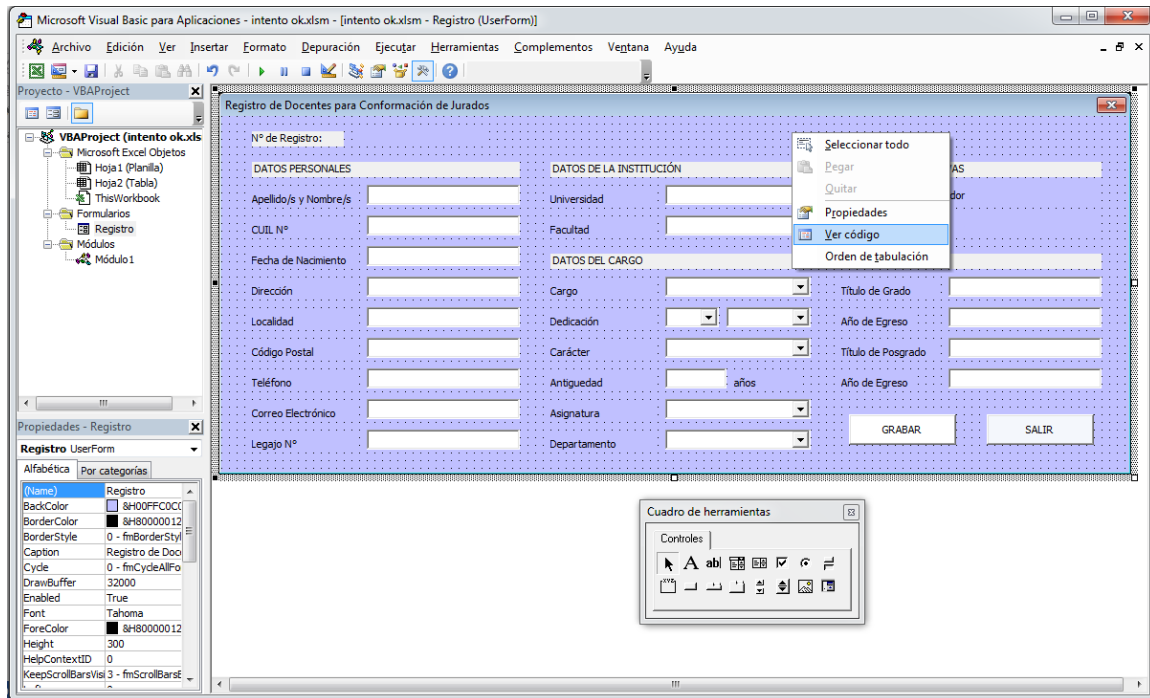 Microsoft Visual Basic para Aplicaciones - intento ok.xlsm - [intento ok.xlsm - Registro (UserForm)]
Archivo Edición Ver Insertar Formato Depuración Ejecutar Herramientas Complementos Ventana Ayuda
Proyecto - VBAProject
VBAProject (intento ok.xls
Microsoft Excel Objetos
Hoja1 (Planilla)
Hoja2 (Tabla)
ThisWorkbook
Formularios
Registro
Módulos
Módulo1
Propiedades - Registro
Registro UserForm
Alfabética Por categorías
(Name) Registro
BackColor &H00FFC0C(
BorderColor &H80000012
BorderStyle 0 - fmBorderStyl
Caption Registro de Doc
Cycle 0 - fmCycleAllFo
DrawBuffer 32000
Enabled True
Font Tahoma
ForeColor &H80000012
Height 300
HelpContextID 0
KeepScrollBarsVisi 3 - fmScrollBarsE
Registro de Docentes para Conformación de Jurados
Nº de Registro:
DATOS PERSONALES
Apellido/s y Nombre/s
CUIL Nº
Fecha de Nacimiento
Dirección
Localidad
Código Postal
Teléfono
Correo Electrónico
Legajo Nº
DATOS DE LA INSTITUCIÓN
Universidad
Facultad
DATOS DEL CARGO
Cargo
Dedicación
Carácter
Antiguedad años
Asignatura
Departamento
AS
dor
Título de Grado
Año de Egreso
Título de Posgrado
Año de Egreso
GRABAR SALIR
Seleccionar todo
Pegar
Quitar
Propiedades
Ver código
Orden de tabulación
Cuadro de herramientas
Controles